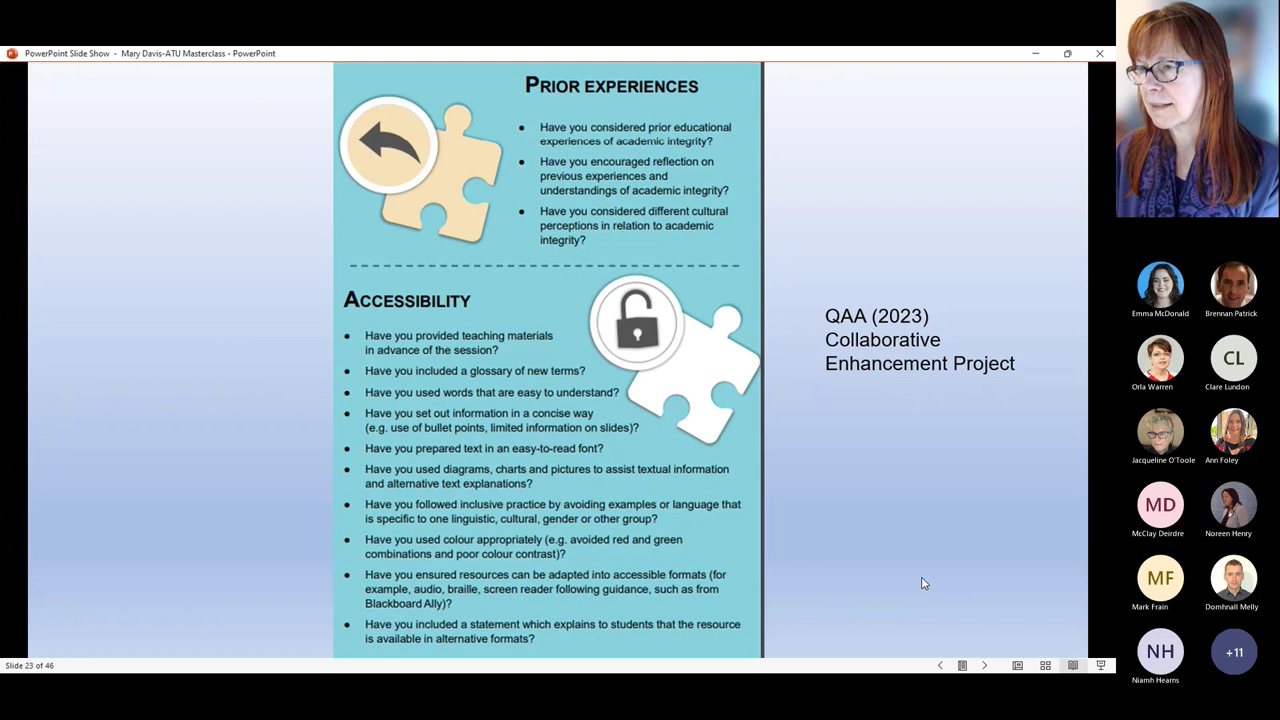 PowerPoint Slide Show - Mary Davis-ATU Masterclass - PowerPoint
PRIOR EXPERIENCES
• Have you considered prior educational
experiences of academic integrity?
• Have you encouraged reflection on
previous experiences and
understandings of academic integrity?
• Have you considered different cultural
perceptions in relation to academic
integrity?
ACCESSIBILITY
• Have you provided teaching materials
in advance of the session?
• Have you included a glossary of new terms?
• Have you used words that are easy to understand?
• Have you set out information in a concise way
(e.g. use of bullet points, limited information on slides)?
• Have you prepared text in an easy-to-read font?
• Have you used diagrams, charts and pictures to assist textual information
and alternative text explanations?
• Have you followed inclusive practice by avoiding examples or language that
is specific to one linguistic, cultural, gender or other group?
• Have you used colour appropriately (e.g. avoided red and green
combinations and poor colour contrast)?
• Have you ensured resources can be adapted into accessible formats (for
example, audio, braille, screen reader following guidance, such as from
Blackboard Ally)?
• Have you included a statement which explains to students that the resource
is available in alternative formats?
QAA (2023)
Collaborative
Enhancement Project
Slide 23 of 46
Emma McDonald
Brennan Patrick
CL
Orla Warren
Clare Lundon
Jacqueline O'Toole
Ann Foley
MD
McClay Deirdre
Noreen Henry
MF
Mark Frain
Domhnall Melly
NH
+11
Niamh Hearns